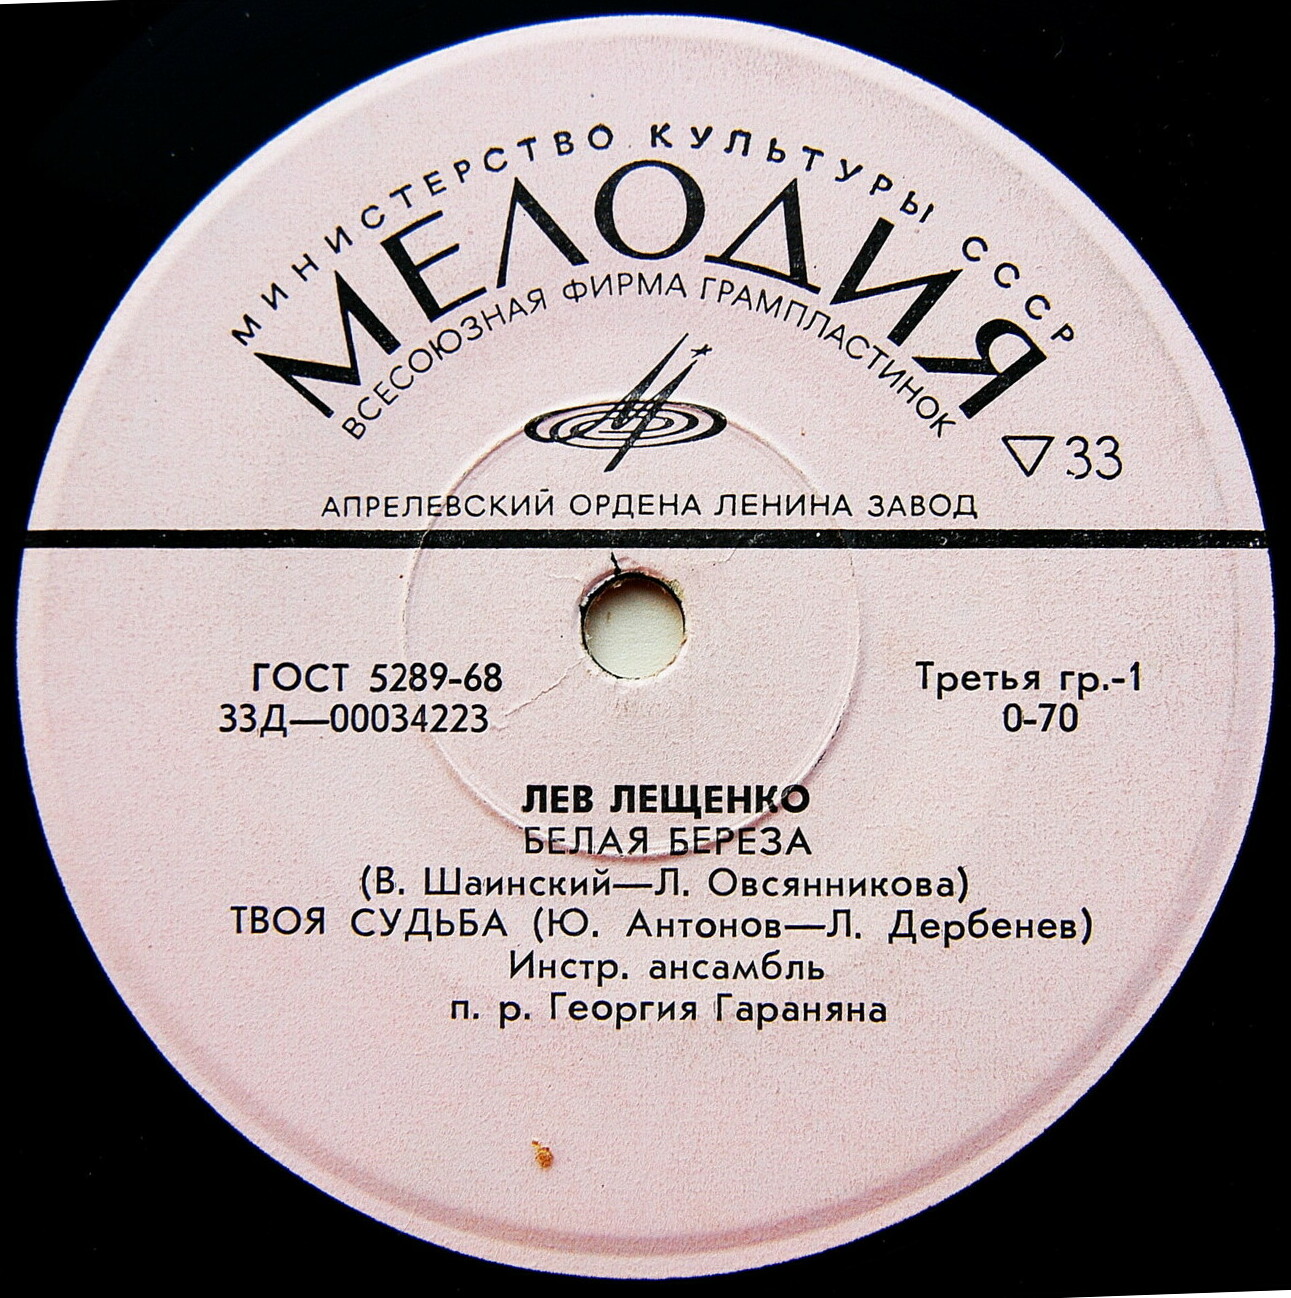 МИНИСТЕРСТВО КУЛЬТУРЫ СССР
МЕЛОДИЯ
ВСЕСОЮЗНАЯ ФИРМА ГРАМПЛАСТИНОК
▽33
АПРЕЛЕВСКИЙ ОРДЕНА ЛЕНИНА ЗАВОД
ГОСТ 5289-68
33Д—00034223
Третья гр.-1
0-70
ЛЕВ ЛЕЩЕНКО
БЕЛАЯ БЕРЕЗА
(В. Шаинский—Л. Овсянникова)
ТВОЯ СУДЬБА (Ю. Антонов—Л. Дербенев)
Инстр. ансамбль
п. р. Георгия Гараняна